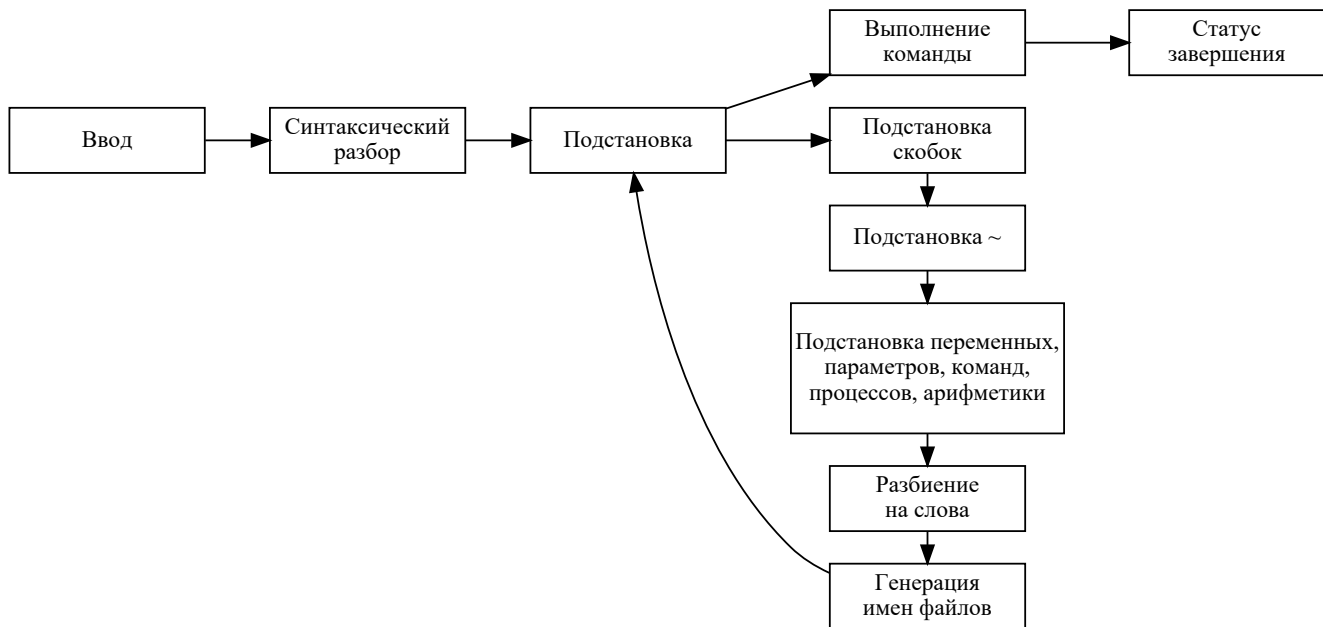 Выполнение
команды
Статус
завершения
Ввод
Синтаксический
разбор
Подстановка
Подстановка
скобок
Подстановка ~
Подстановка переменных,
параметров, команд,
процессов, арифметики
Разбиение
на слова
Генерация
имен файлов